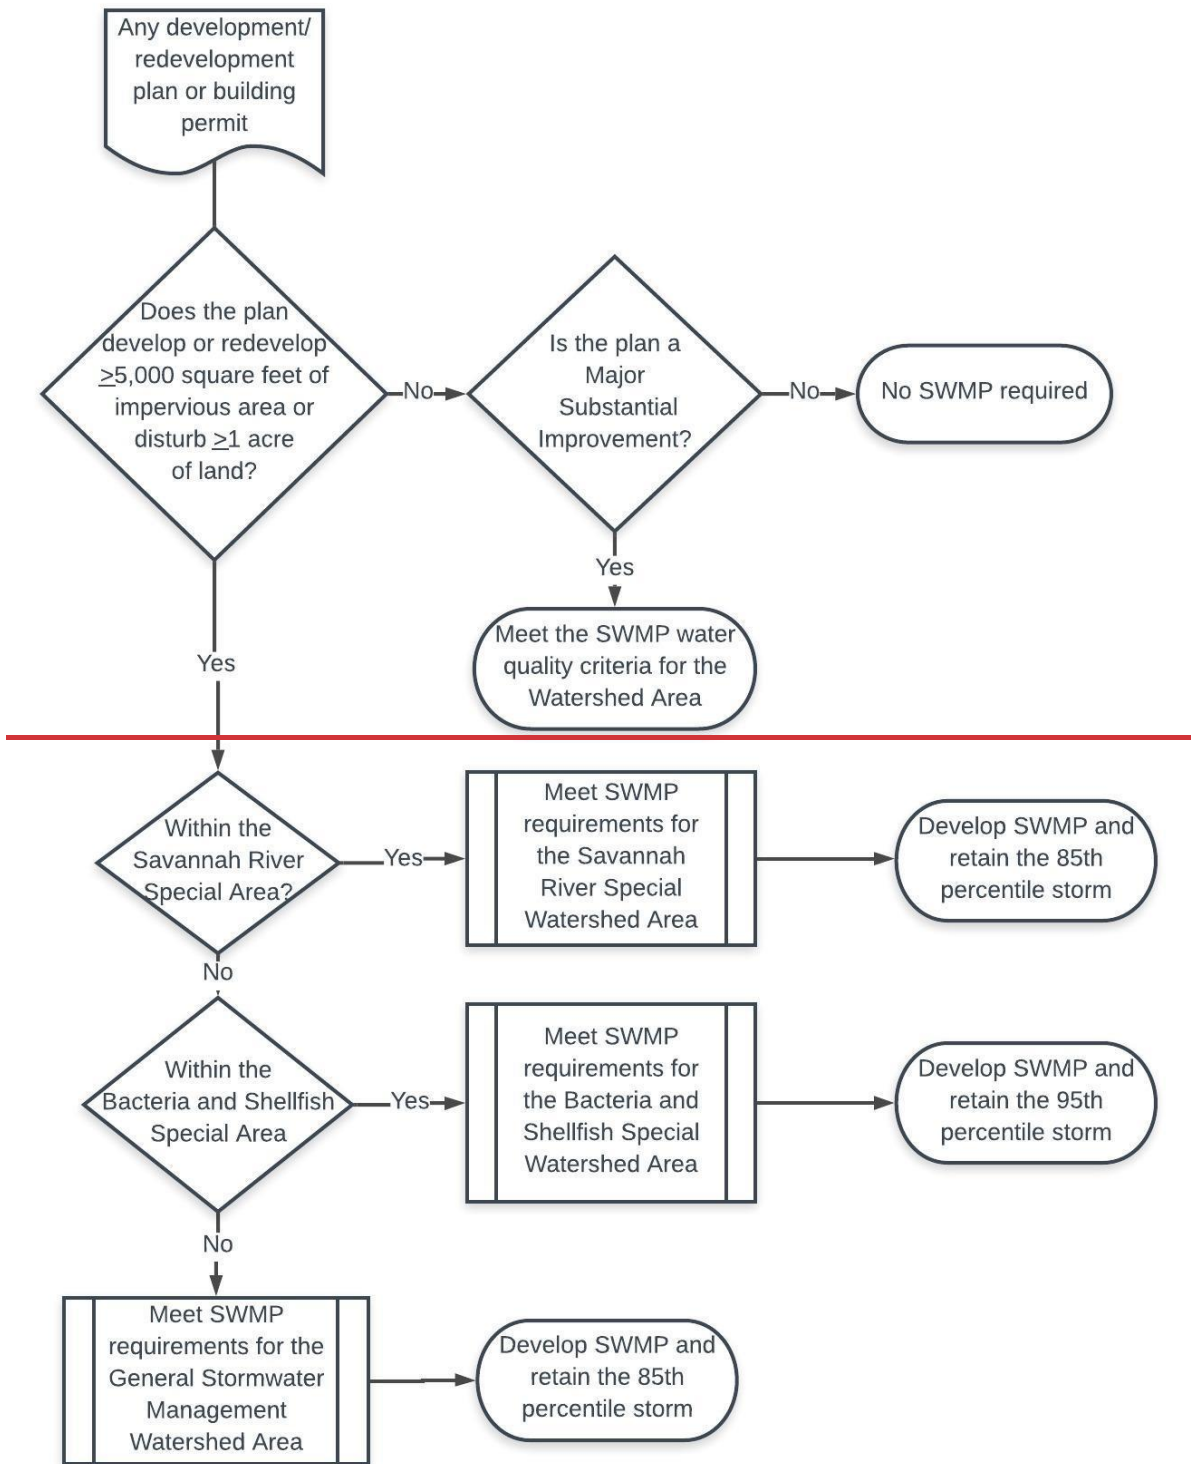 Any development/
redevelopment
plan or building
permit
Does the plan
develop or redevelop
≥5,000 square feet of
impervious area or
disturb ≥1 acre
of land?
No
Is the plan a
Major
Substantial
Improvement?
No
No SWMP required
Yes
Meet the SWMP water
quality criteria for the
Watershed Area
Yes
Within the
Savannah River
Special Area?
Yes
Meet SWMP
requirements for
the Savannah
River Special
Watershed Area
Develop SWMP and
retain the 85th
percentile storm
No
Within the
Bacteria and Shellfish
Special Area
Yes
Meet SWMP
requirements for
the Bacteria and
Shellfish Special
Watershed Area
Develop SWMP and
retain the 95th
percentile storm
No
Meet SWMP
requirements for the
General Stormwater
Management
Watershed Area
Develop SWMP and
retain the 85th
percentile storm